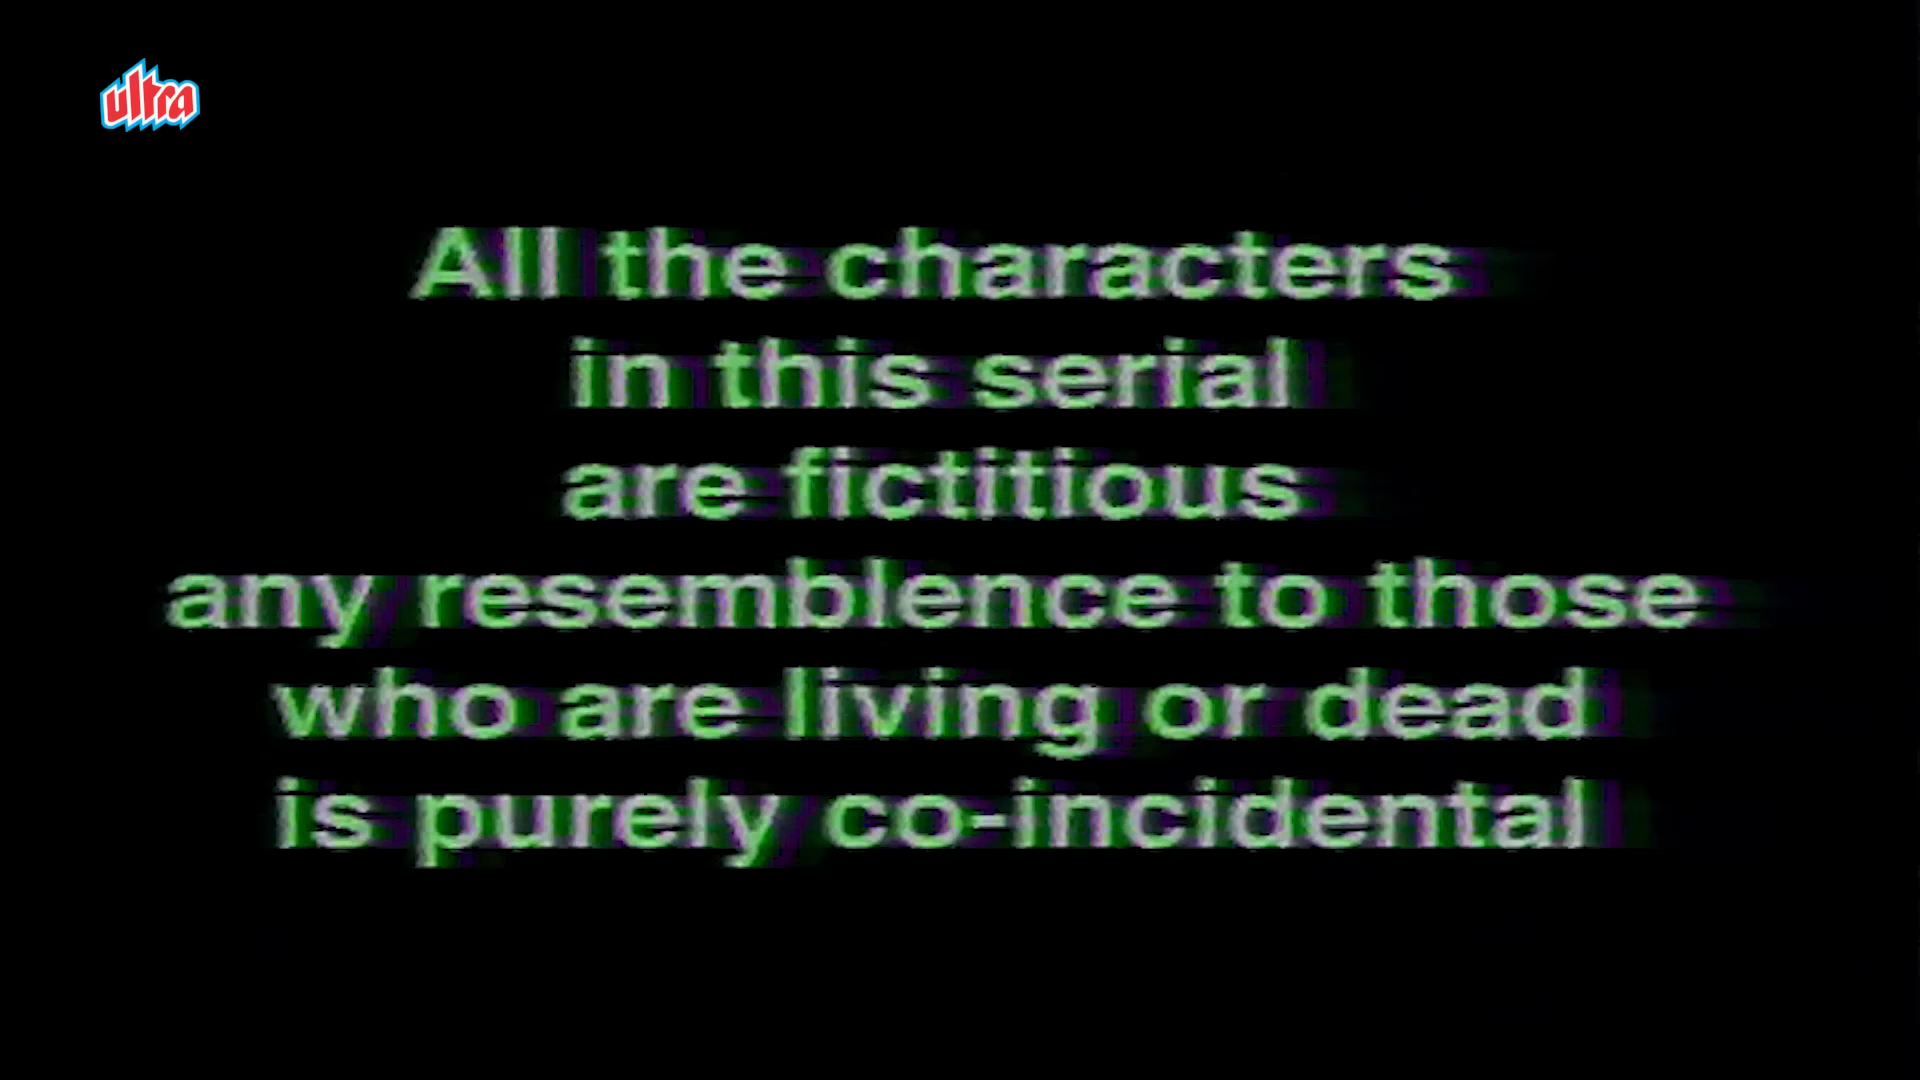 ultra
All the characters
in this serial
are fictitious
any resemblence to those
who are living or dead
is purely co-incidental